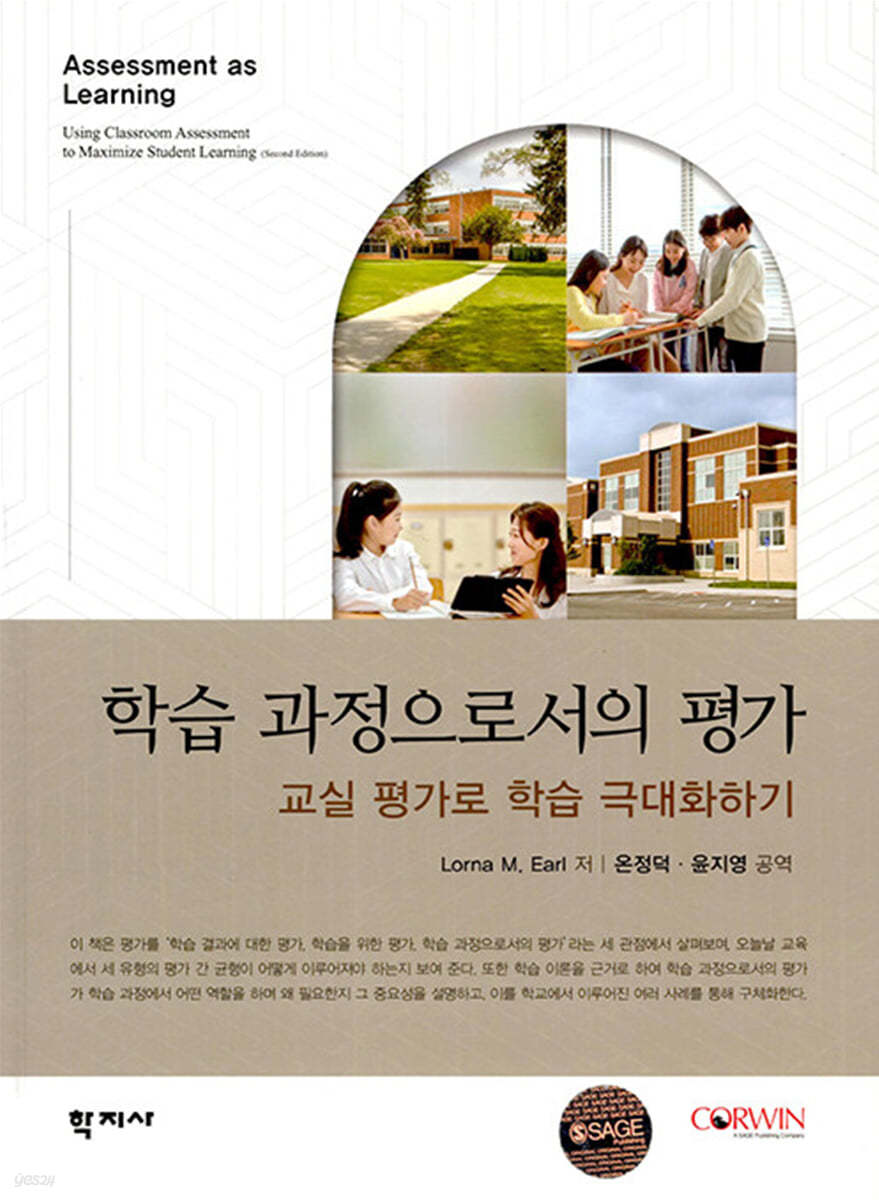 Assessment as
Learning
Using Classroom Assessment
to Maximize Student Learning (Second Edition)
학습 과정으로서의 평가
교실 평가로 학습 극대화하기
Lorna M. Earl 저 | 온정덕 · 윤지영 공역
이 책은 평가를 '학습 결과에 대한 평가, 학습을 위한 평가, 학습 과정으로서의 평가'라는 세 관점에서 살펴보며, 오늘날 교육
에서 세 유형의 평가 간 균형이 어떻게 이루어져야 하는지 보여 준다. 또한 학습 이론을 근거로 하여 학습 과정으로서의 평가
가 학습 과정에서 어떤 역할을 하며 왜 필요한지 그 중요성을 설명하고, 이를 학교에서 이루어진 여러 사례를 통해 구체화한다.
학지사
SAGE
Publishing
CORWIN
A SAGE Publishing Company
yes24